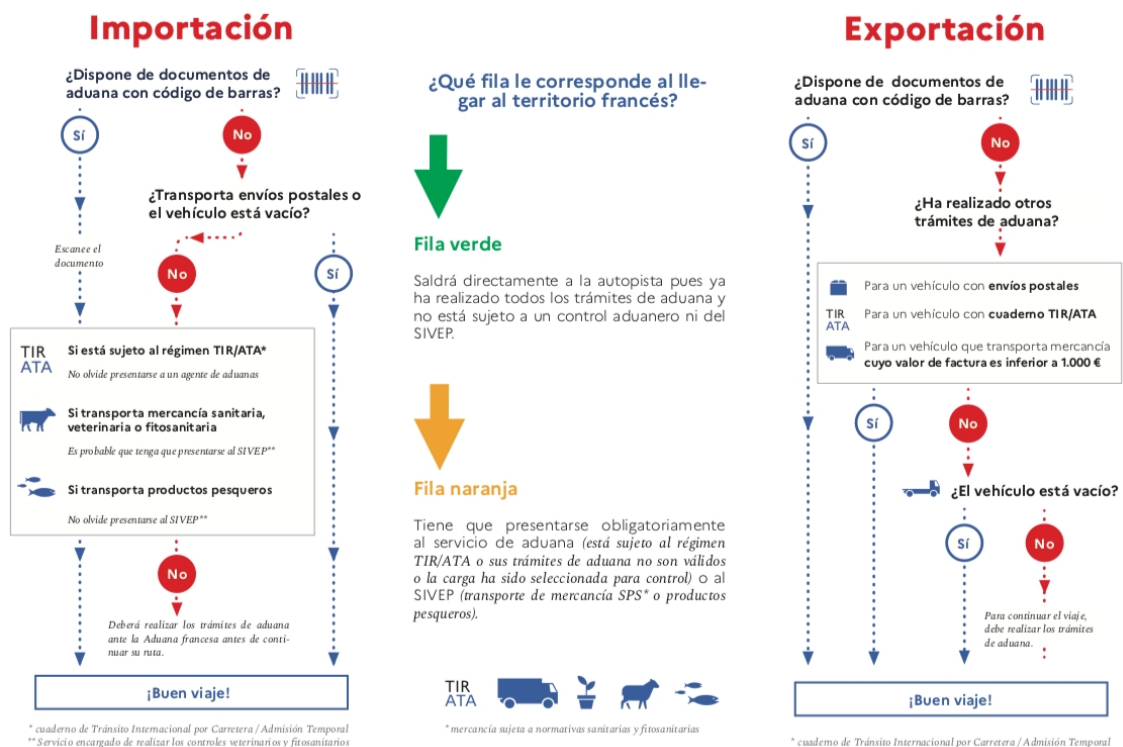 Importación
¿Dispone de documentos de
aduana con código de barras?
Sí
No
¿Transporta envíos postales o
el vehículo está vacío?
Escanee el
documento
No
Sí
TIR
ATA
Si está sujeto al régimen TIR/ATA*
No olvide presentarse a un agente de aduanas
Si transporta mercancía sanitaria,
veterinaria o fitosanitaria
Es probable que tenga que presentarse al SIVEP**
Si transporta productos pesqueros
No olvide presentarse al SIVEP**
No
Deberá realizar los trámites de aduana
ante la Aduana francesa antes de conti-
nuar su ruta.
¡Buen viaje!
* cuaderno de Tránsito Internacional por Carretera / Admisión Temporal
** Servicio encargado de realizar los controles veterinarios y fitosanitarios
¿Qué fila le corresponde al lle-
gar al territorio francés?
Fila verde
Saldrá directamente a la autopista pues ya
ha realizado todos los trámites de aduana y
no está sujeto a un control aduanero ni del
SIVEP.
Fila naranja
Tiene que presentarse obligatoriamente
al servicio de aduana (está sujeto al régimen
TIR/ATA o sus trámites de aduana no son válidos
o la carga ha sido seleccionada para control) o al
SIVEP (transporte de mercancía SPS* o productos
pesqueros).
TIR
ATA
* mercancía sujeta a normativas sanitarias y fitosanitarias
Exportación
¿Dispone de documentos de
aduana con código de barras?
Sí
No
¿Ha realizado otros
trámites de aduana?
Para un vehículo con envíos postales
TIR
ATA
Para un vehículo con cuaderno TIR/ATA
Para un vehículo que transporta mercancía
cuyo valor de factura es inferior a 1.000 €
Sí
No
¿El vehículo está vacío?
Sí
No
Para continuar el viaje,
debe realizar los trámites
de aduana.
¡Buen viaje!
* cuaderno de Tránsito Internacional por Carretera / Admisión Temporal